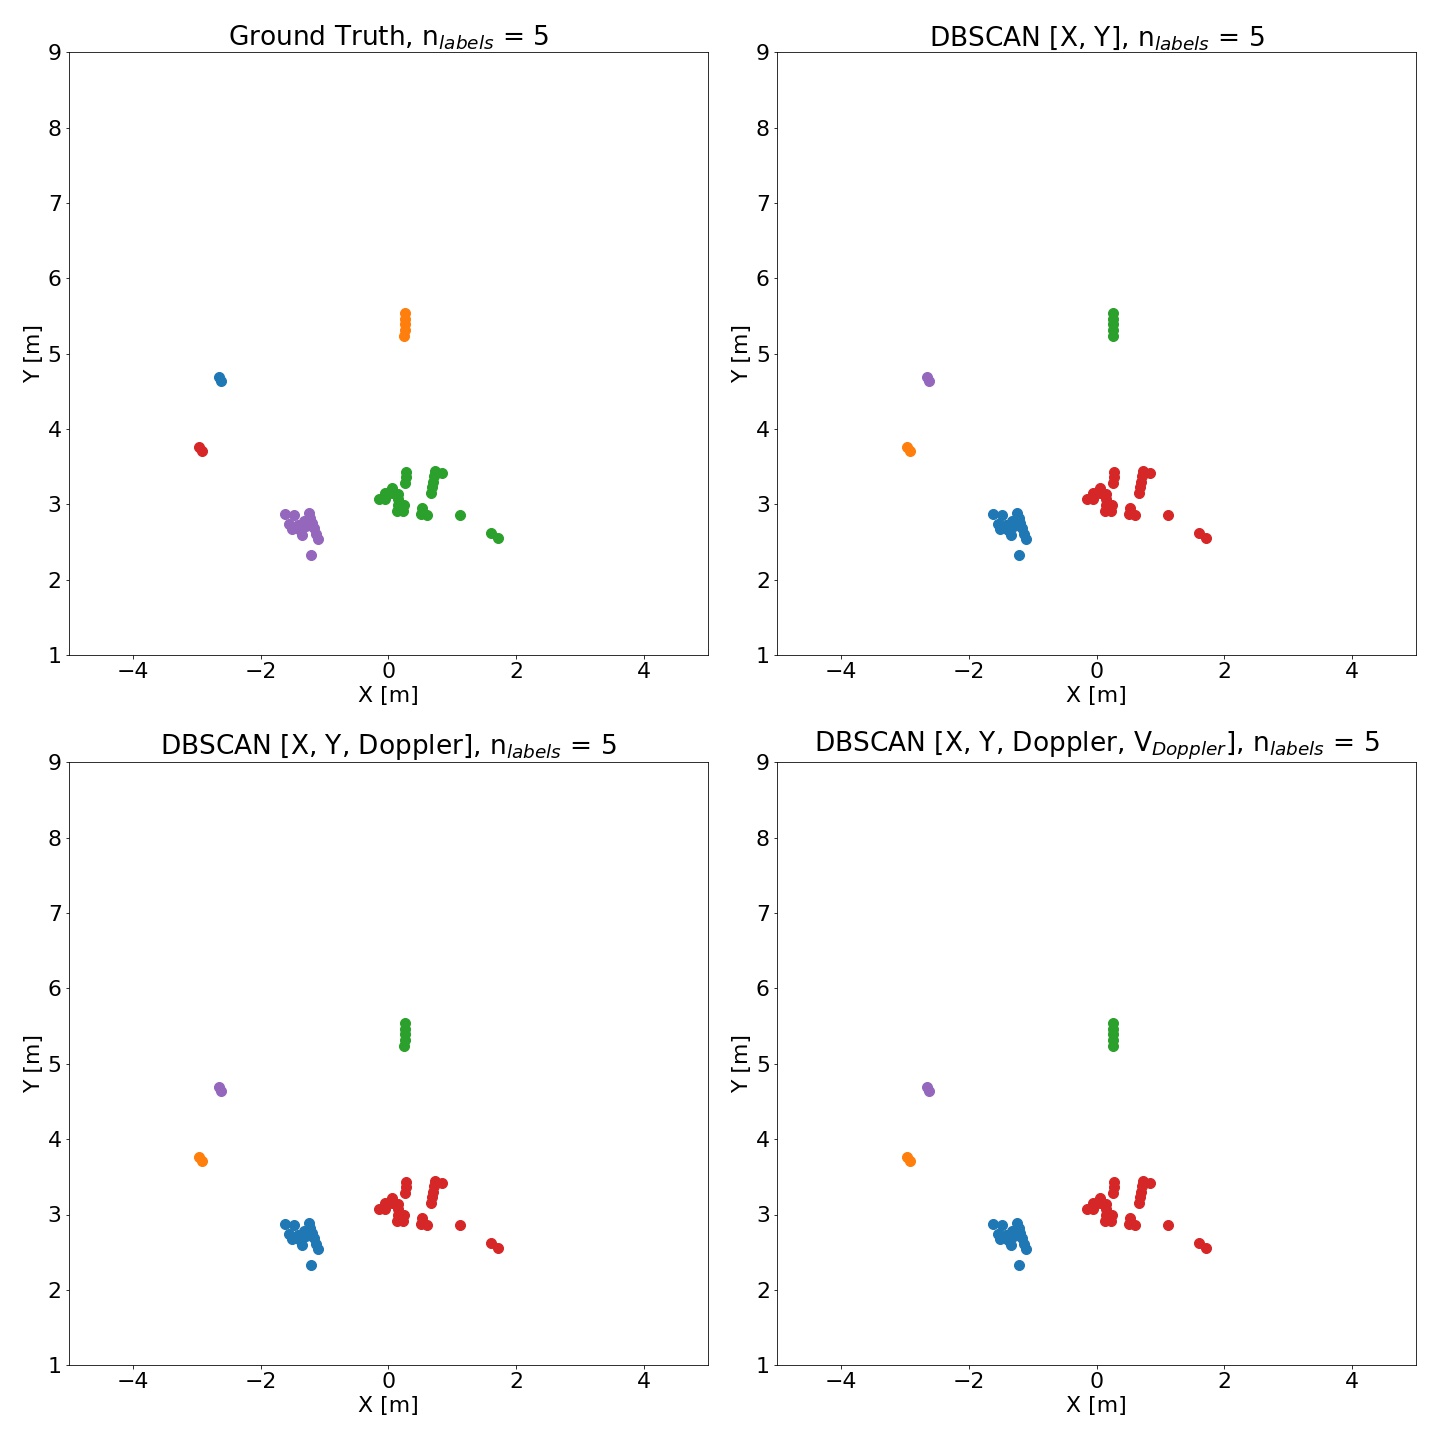 Ground Truth, n_labels = 5
9
8
7
6
5
4
3
2
1
Y [m]
−4 −2 0 2 4
X [m]
DBSCAN [X, Y], n_labels = 5
9
8
7
6
5
4
3
2
1
Y [m]
−4 −2 0 2 4
X [m]
DBSCAN [X, Y, Doppler], n_labels = 5
9
8
7
6
5
4
3
2
1
Y [m]
−4 −2 0 2 4
X [m]
DBSCAN [X, Y, Doppler, V_Doppler], n_labels = 5
9
8
7
6
5
4
3
2
1
Y [m]
−4 −2 0 2 4
X [m]